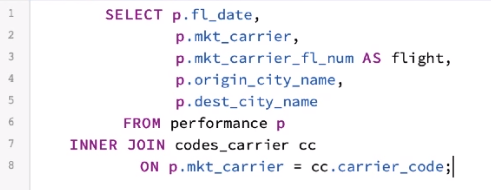 1 SELECT p.fl_date,
2 p.mkt_carrier,
3 p.mkt_carrier_fl_num AS flight,
4 p.origin_city_name,
5 p.dest_city_name
6 FROM performance p
7 INNER JOIN codes_carrier cc
8 ON p.mkt_carrier = cc.carrier_code;